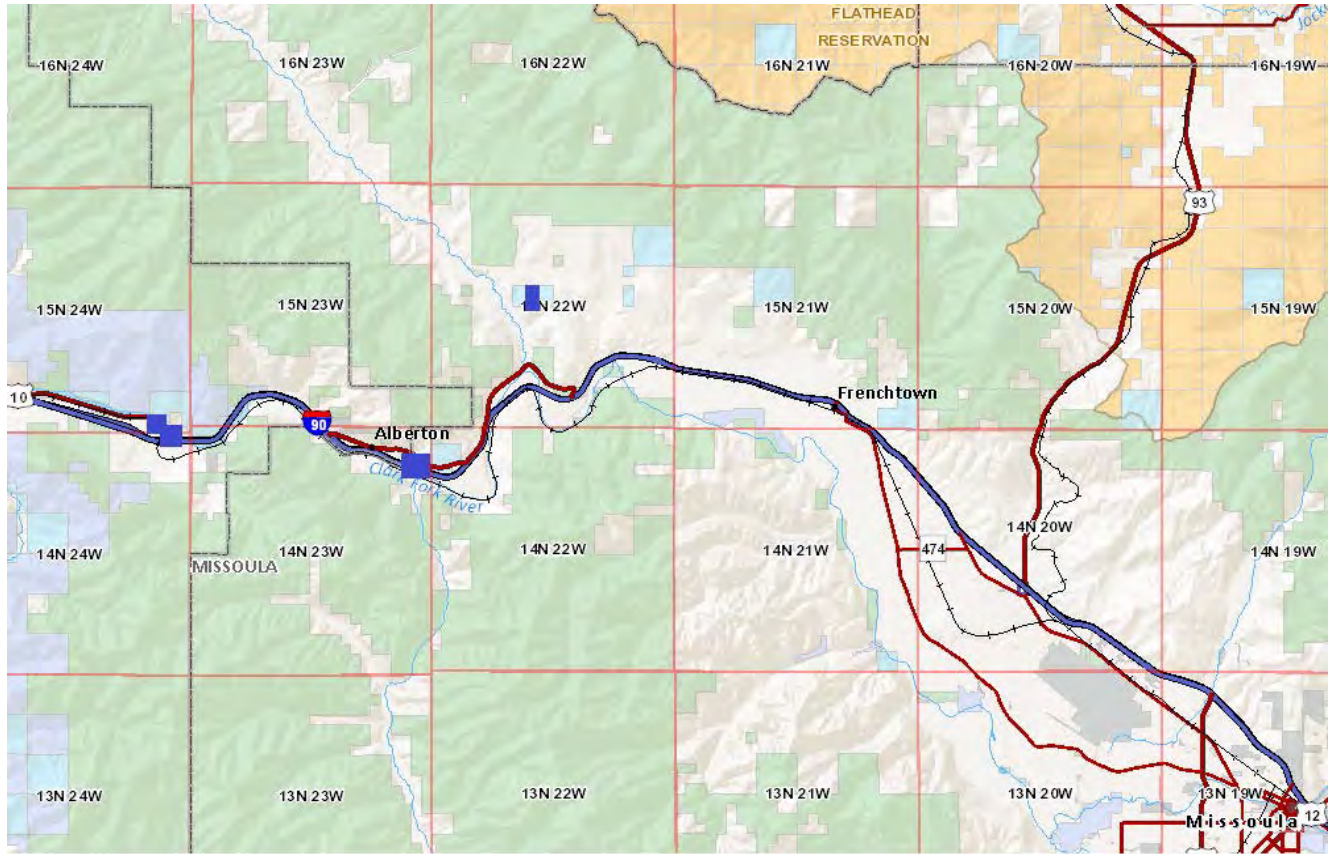 FLATHEAD
RESERVATION
16N 24W
16N 23W
16N 22W
16N 21W
16N 20W
16N 19W
93
15N 24W
15N 23W
N 22W
15N 21W
15N 20W
15N 19W
10
Frenchtown
90
Alberton
Clark Fork River
14N 24W
14N 23W
14N 22W
14N 21W
14N 20W
14N 19W
474
MISSOULA
13N 24W
13N 23W
13N 22W
13N 21W
13N 20W
13N 19W
Missoula
12